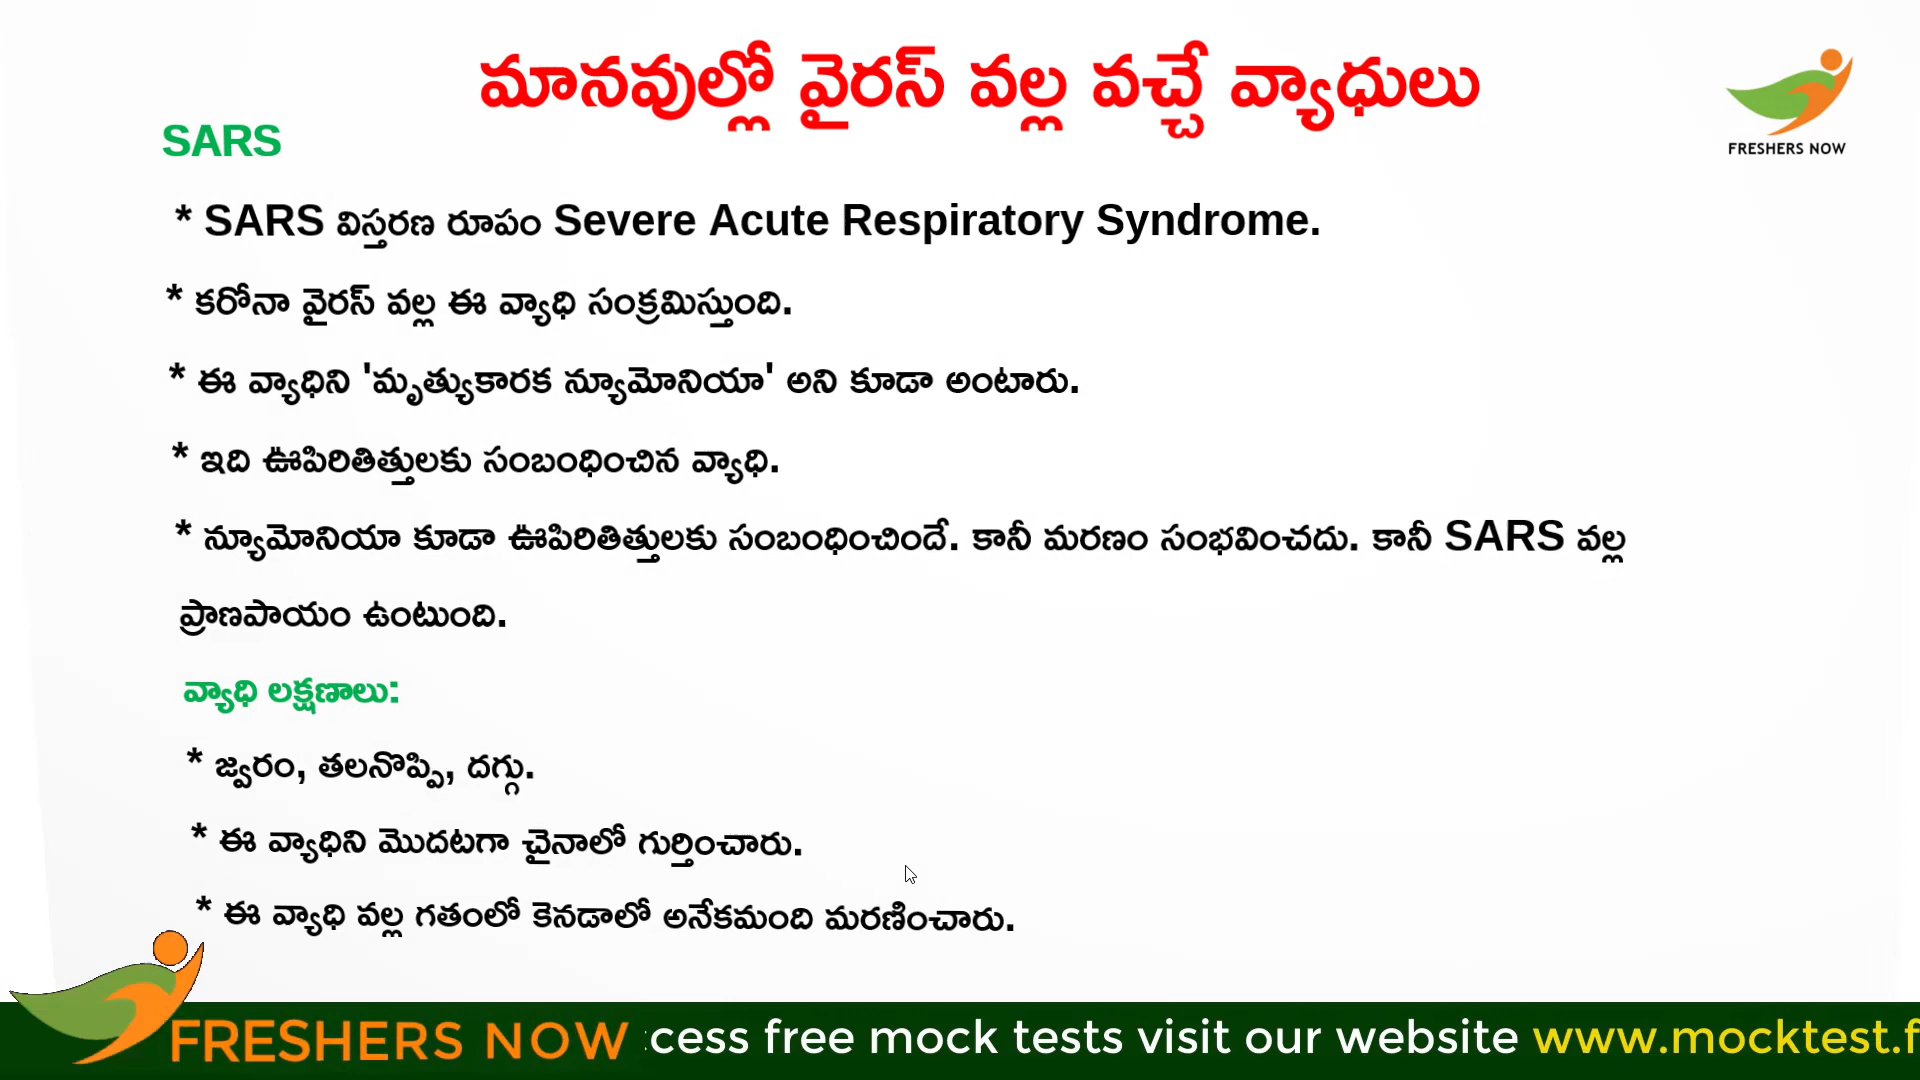 మానవుల్లో వైరస్ వల్ల వచ్చే వ్యాధులు
FRESHERS NOW
SARS
* SARS విస్తరణ రూపం Severe Acute Respiratory Syndrome.
* కరోనా వైరస్ వల్ల ఈ వ్యాధి సంక్రమిస్తుంది.
* ఈ వ్యాధిని 'మృత్యుకారక న్యూమోనియా' అని కూడా అంటారు.
* ఇది ఊపిరితిత్తులకు సంబంధించిన వ్యాధి.
* న్యూమోనియా కూడా ఊపిరితిత్తులకు సంబంధించిందే. కానీ మరణం సంభవించదు. కానీ SARS వల్ల
ప్రాణపాయం ఉంటుంది.
వ్యాధి లక్షణాలు:
* జ్వరం, తలనొప్పి, దగ్గు.
* ఈ వ్యాధిని మొదటగా చైనాలో గుర్తించారు.
* ఈ వ్యాధి వల్ల గతంలో కెనడాలో అనేకమంది మరణించారు.
FRESHERS NOW cess free mock tests visit our website www.mocktest.f